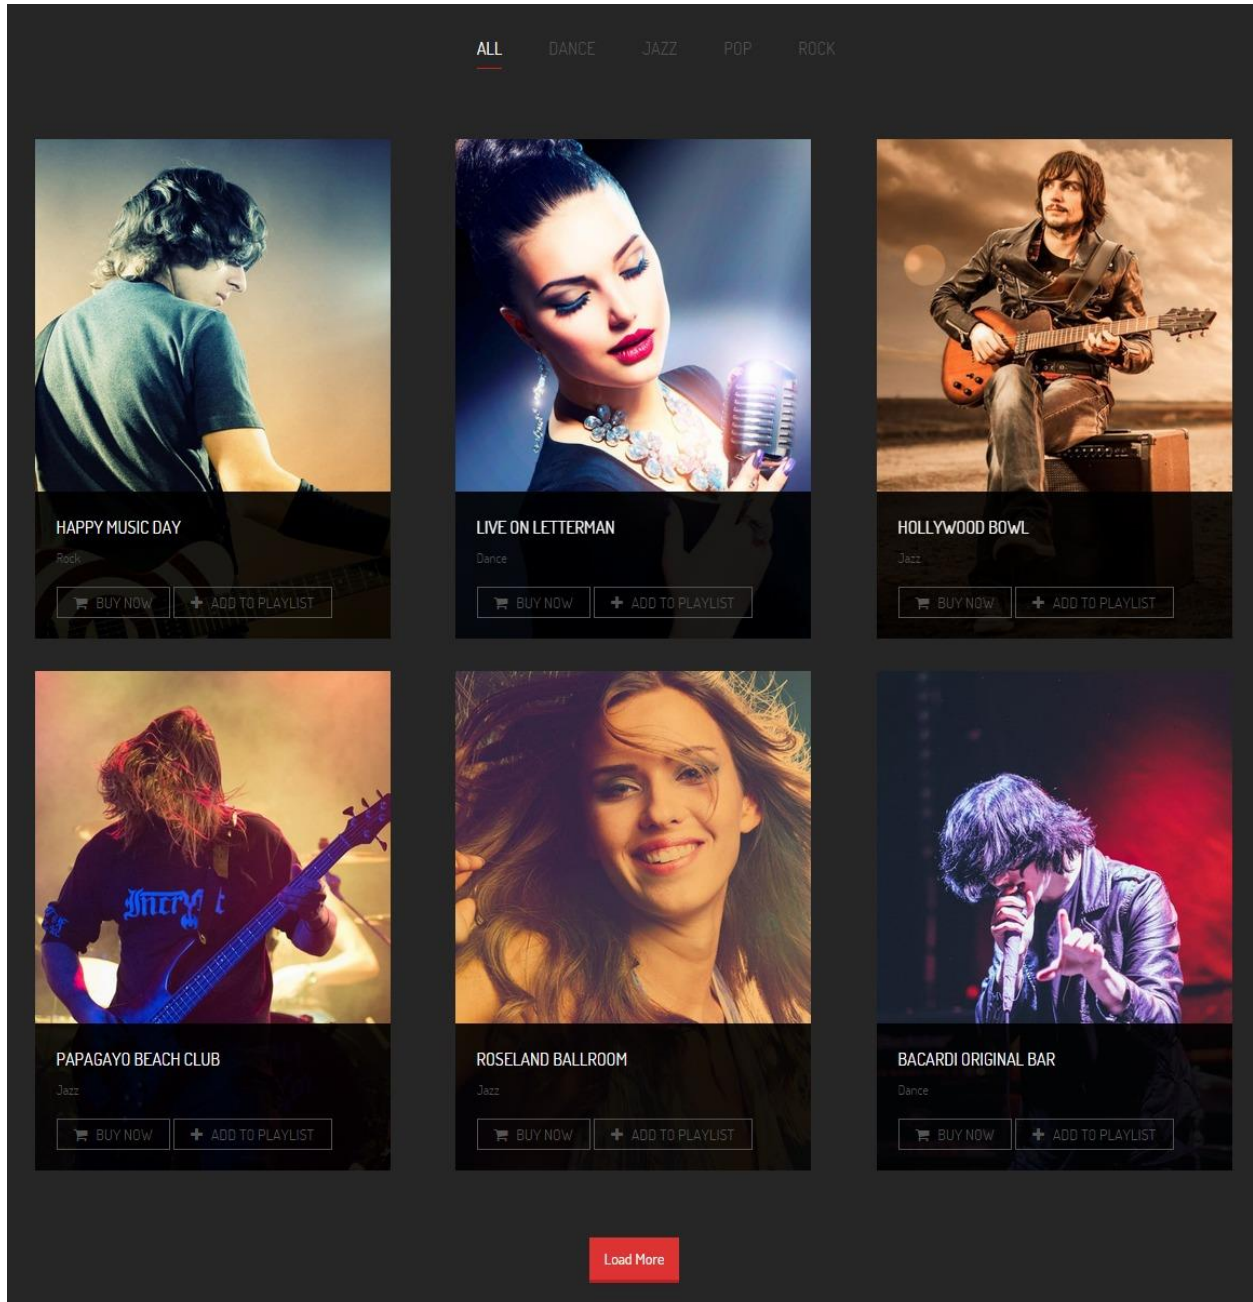 ALL DANCE JAZZ POP ROCK
HAPPY MUSIC DAY
Rock
BUY NOW ADD TO PLAYLIST
LIVE ON LETTERMAN
Dance
BUY NOW ADD TO PLAYLIST
HOLLYWOOD BOWL
Jazz
BUY NOW ADD TO PLAYLIST
PAPAGAYO BEACH CLUB
Jazz
BUY NOW ADD TO PLAYLIST
ROSELAND BALLROOM
Jazz
BUY NOW ADD TO PLAYLIST
BACARDI ORIGINAL BAR
Dance
BUY NOW ADD TO PLAYLIST
Load More